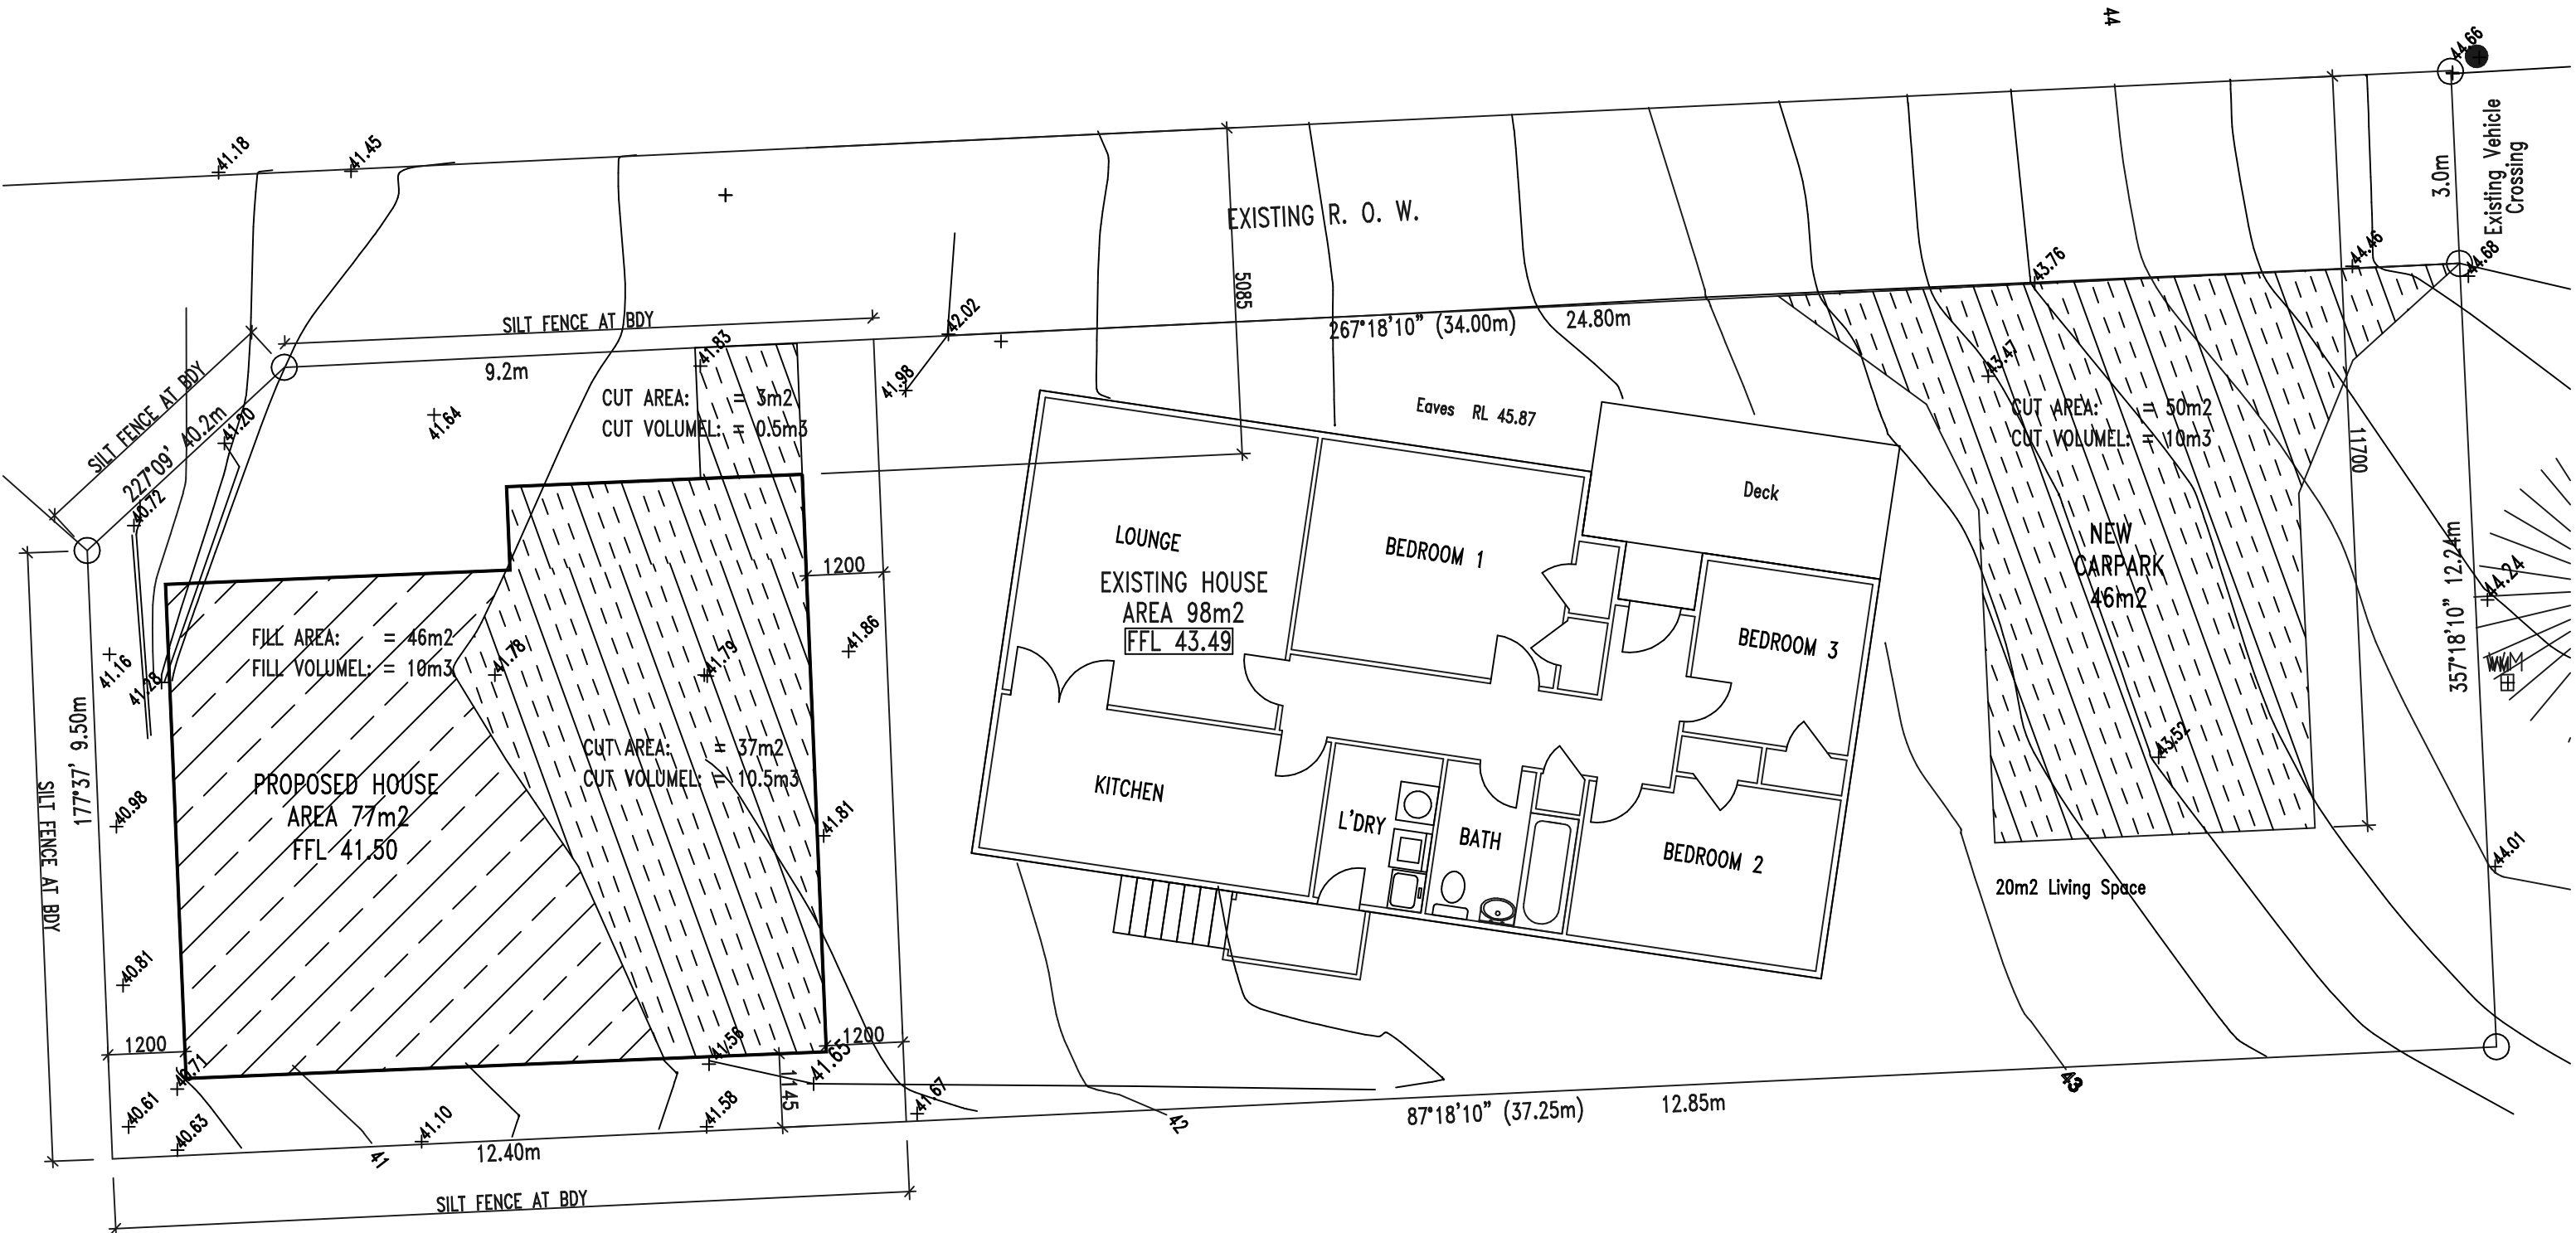 44
44.66
41.18
41.45
Existing Vehicle
Crossing
3.0m
EXISTING R. O. W.
44.46
44.68
43.76
5085
SILT FENCE AT BDY
42.02
267°18'10" (34.00m)
24.80m
41.83
9.2m
43.47
SILT FENCE AT BDY
41.98
CUT AREA: = 3m2
CUT VOLUMEL: = 0.5m3
Eaves RL 45.87
CUT AREA: = 50m2
CUT VOLUMEL: = 10m3
11700
227°09' 40.2m
41.20
41.64
40.72
Deck
LOUNGE
BEDROOM 1
NEW
CARPARK
46m2
1200
EXISTING HOUSE
AREA 98m2
FFL 43.49
44.24
357°18'10" 12.24m
FILL AREA: = 46m2
FILL VOLUMEL: = 10m3
41.78
41.79
41.86
BEDROOM 3
WM
41.16
41.28
CUT AREA: = 37m2
CUT VOLUMEL: = 10.5m3
43.52
177°37' 9.50m
PROPOSED HOUSE
AREA 77m2
FFL 41.50
KITCHEN
40.98
41.81
L'DRY
BATH
BEDROOM 2
44.01
SILT FENCE AT BDY
20m2 Living Space
40.81
1200
41.56
41.65
1200
40.71
1145
43
40.61
40.63
41.10
41.58
41.67
42
87°18'10" (37.25m)
12.85m
41
12.40m
SILT FENCE AT BDY